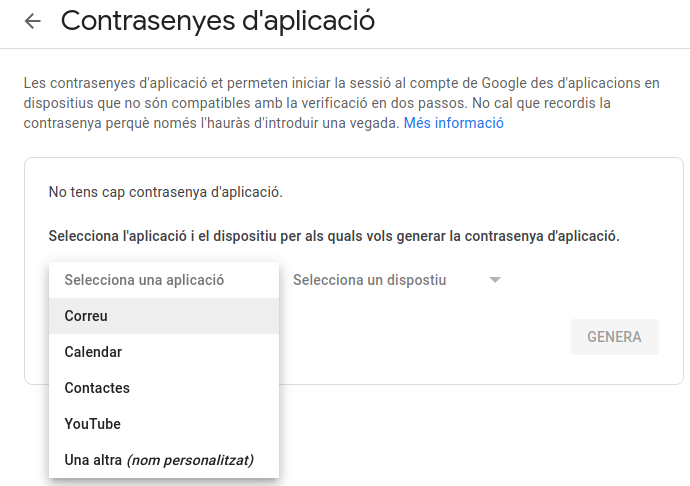 Contrasenyes d'aplicació
Les contrasenyes d'aplicació et permeten iniciar la sessió al compte de Google des d'aplicacions en
dispositius que no són compatibles amb la verificació en dos passos. No cal que recordis la
contrasenya perquè només l'hauràs d'introduir una vegada. Més informació
No tens cap contrasenya d'aplicació.
Selecciona l'aplicació i el dispositiu per als quals vols generar la contrasenya d'aplicació.
Selecciona una aplicació
Selecciona un dispostiu
Correu
Calendar
Contactes
YouTube
Una altra (nom personalitzat)
GENERA